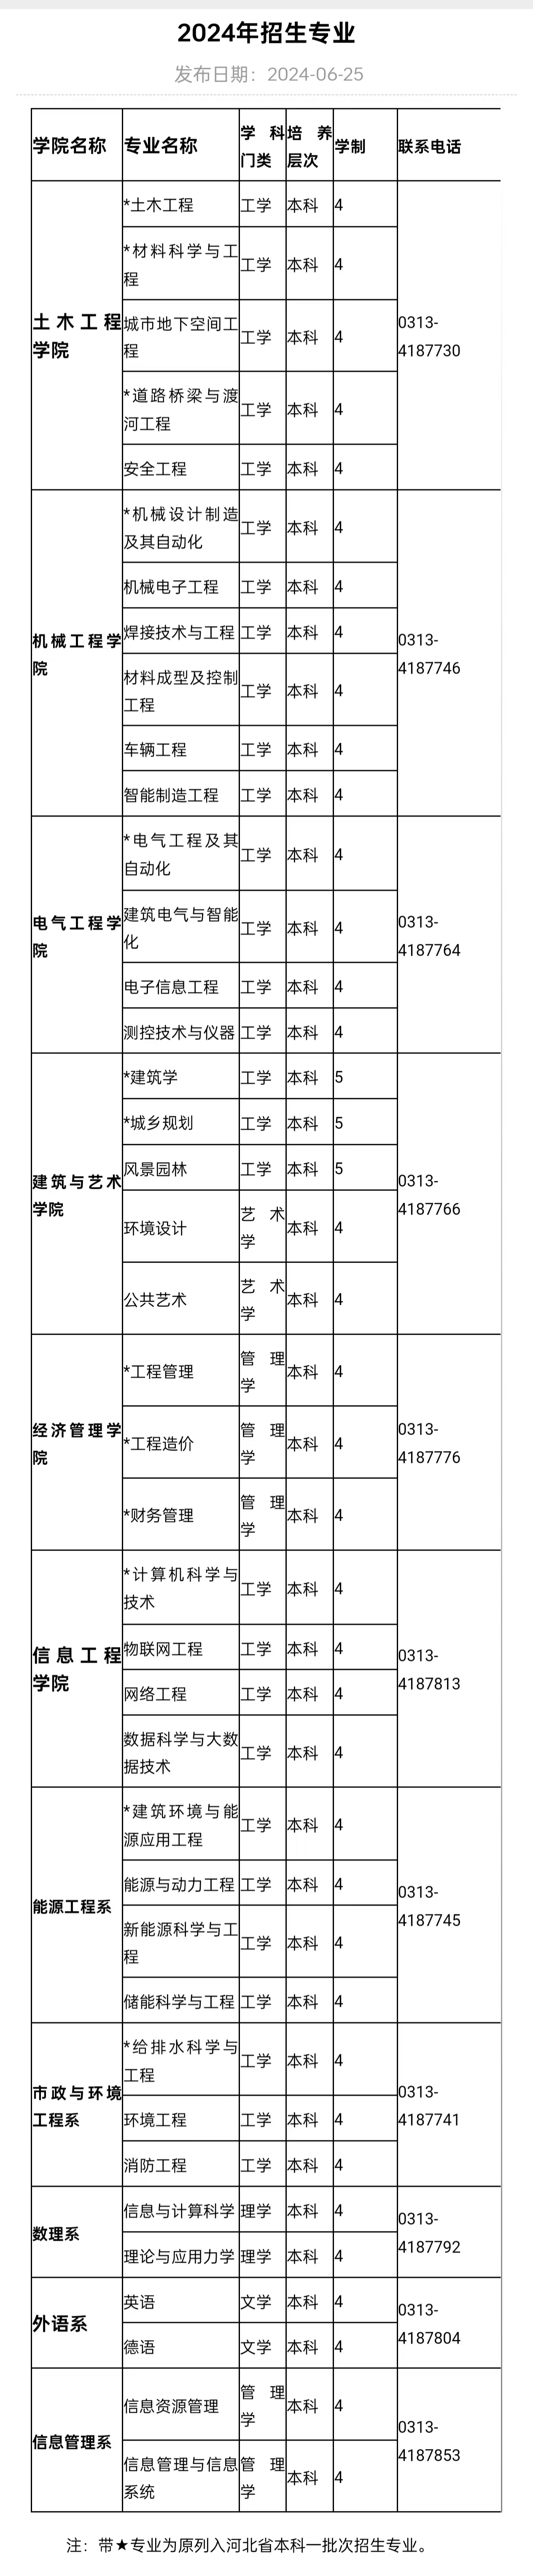 2024年招生专业
发布日期：2024-06-25
学院名称 专业名称 学科门类 培养层次 学制 联系电话
土木工程学院 *土木工程 工学 本科 4 0313-4187730
*材料科学与工程 工学 本科 4
城市地下空间工程 工学 本科 4
*道路桥梁与渡河工程 工学 本科 4
安全工程 工学 本科 4
机械工程学院 *机械设计制造及其自动化 工学 本科 4 0313-4187746
机械电子工程 工学 本科 4
焊接技术与工程 工学 本科 4
材料成型及控制工程 工学 本科 4
车辆工程 工学 本科 4
智能制造工程 工学 本科 4
电气工程学院 *电气工程及其自动化 工学 本科 4 0313-4187764
建筑电气与智能化 工学 本科 4
电子信息工程 工学 本科 4
测控技术与仪器 工学 本科 4
建筑与艺术学院 *建筑学 工学 本科 5 0313-4187766
*城乡规划 工学 本科 5
风景园林 工学 本科 5
环境设计 艺术学 本科 4
公共艺术 艺术学 本科 4
经济管理学院 *工程管理 管理学 本科 4 0313-4187776
*工程造价 管理学 本科 4
*财务管理 管理学 本科 4
信息工程学院 *计算机科学与技术 工学 本科 4 0313-4187813
物联网工程 工学 本科 4
网络工程 工学 本科 4
数据科学与大数据技术 工学 本科 4
能源工程系 *建筑环境与能源应用工程 工学 本科 4 0313-4187745
能源与动力工程 工学 本科 4
新能源科学与工程 工学 本科 4
储能科学与工程 工学 本科 4
市政与环境工程系 *给排水科学与工程 工学 本科 4 0313-4187741
环境工程 工学 本科 4
消防工程 工学 本科 4
数理系 信息与计算科学 理学 本科 4 0313-4187792
理论与应用力学 理学 本科 4
外语系 英语 文学 本科 4 0313-4187804
德语 文学 本科 4
信息管理系 信息资源管理 管理学 本科 4 0313-4187853
信息管理与信息系统 管理学 本科 4
注：带★专业为原列入河北省本科一批次招生专业。